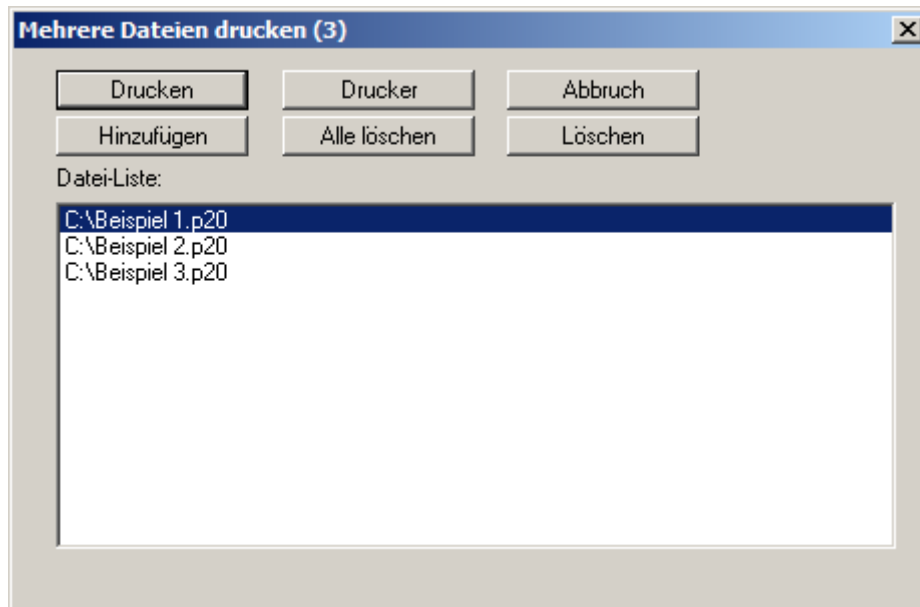 Mehrere Dateien drucken (3)
Drucken Drucker Abbruch
Hinzufügen Alle löschen Löschen
Datei-Liste:
C:\Beispiel 1.p20
C:\Beispiel 2.p20
C:\Beispiel 3.p20